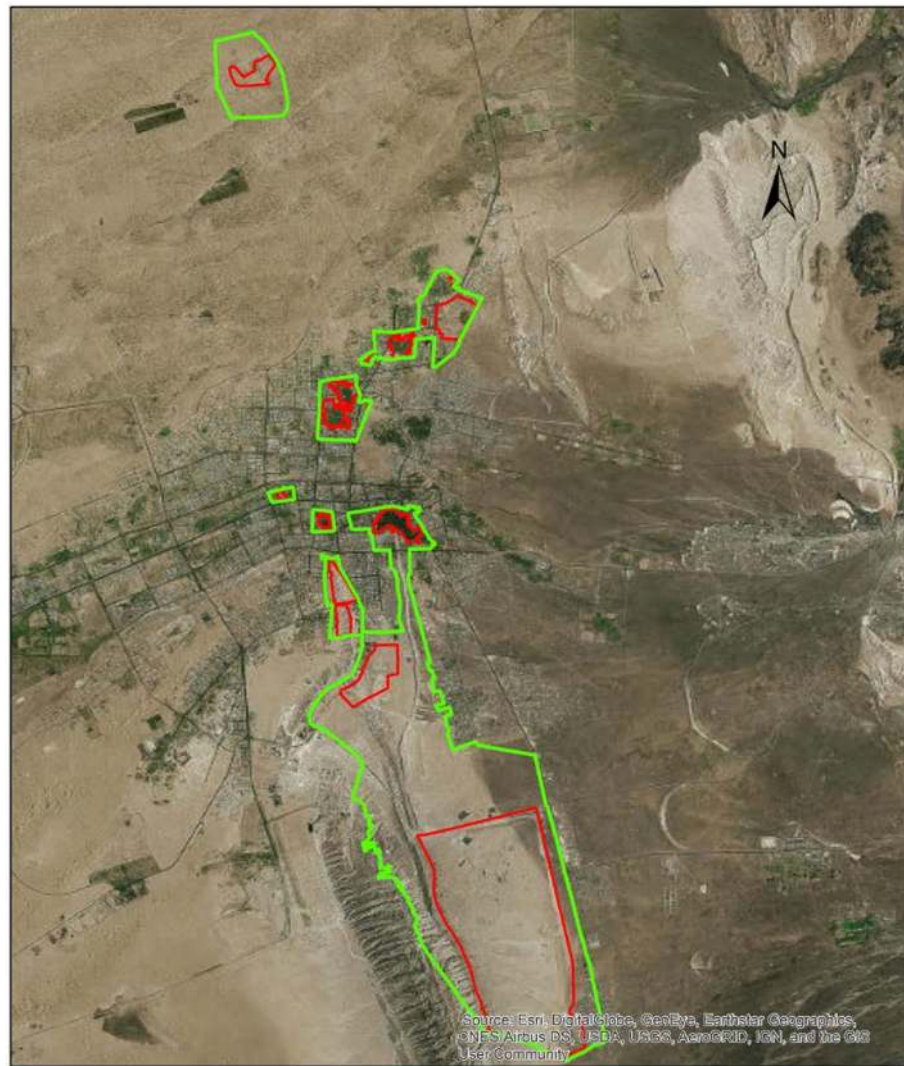 N
Source: Esri, DigitalGlobe, GeoEye, Earthstar Geographics,
CNES/Airbus DS, USDA, USGS, AeroGRID, IGN, and the GIS
User Community